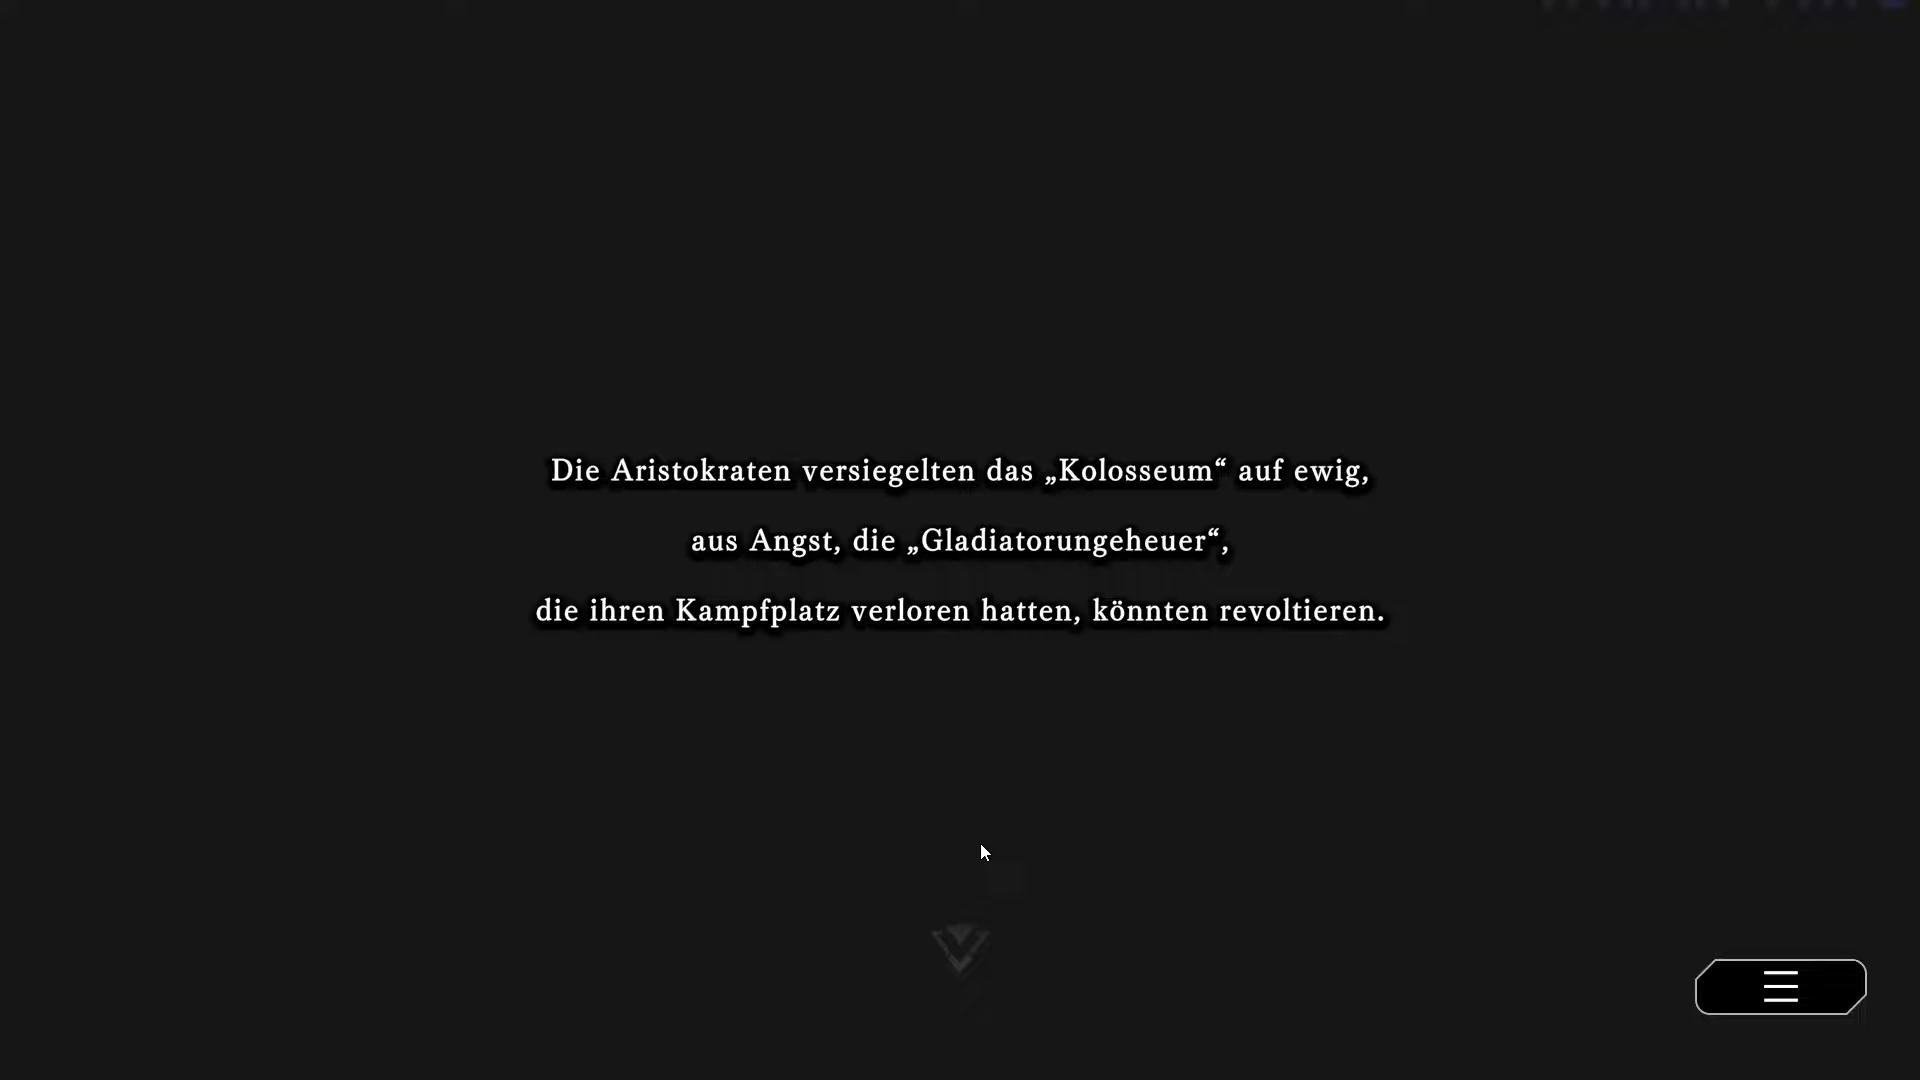 Die Aristokraten versiegelten das „Kolosseum“ auf ewig,
aus Angst, die „Gladiatorungeheuer“,
die ihren Kampfplatz verloren hatten, könnten revoltieren.